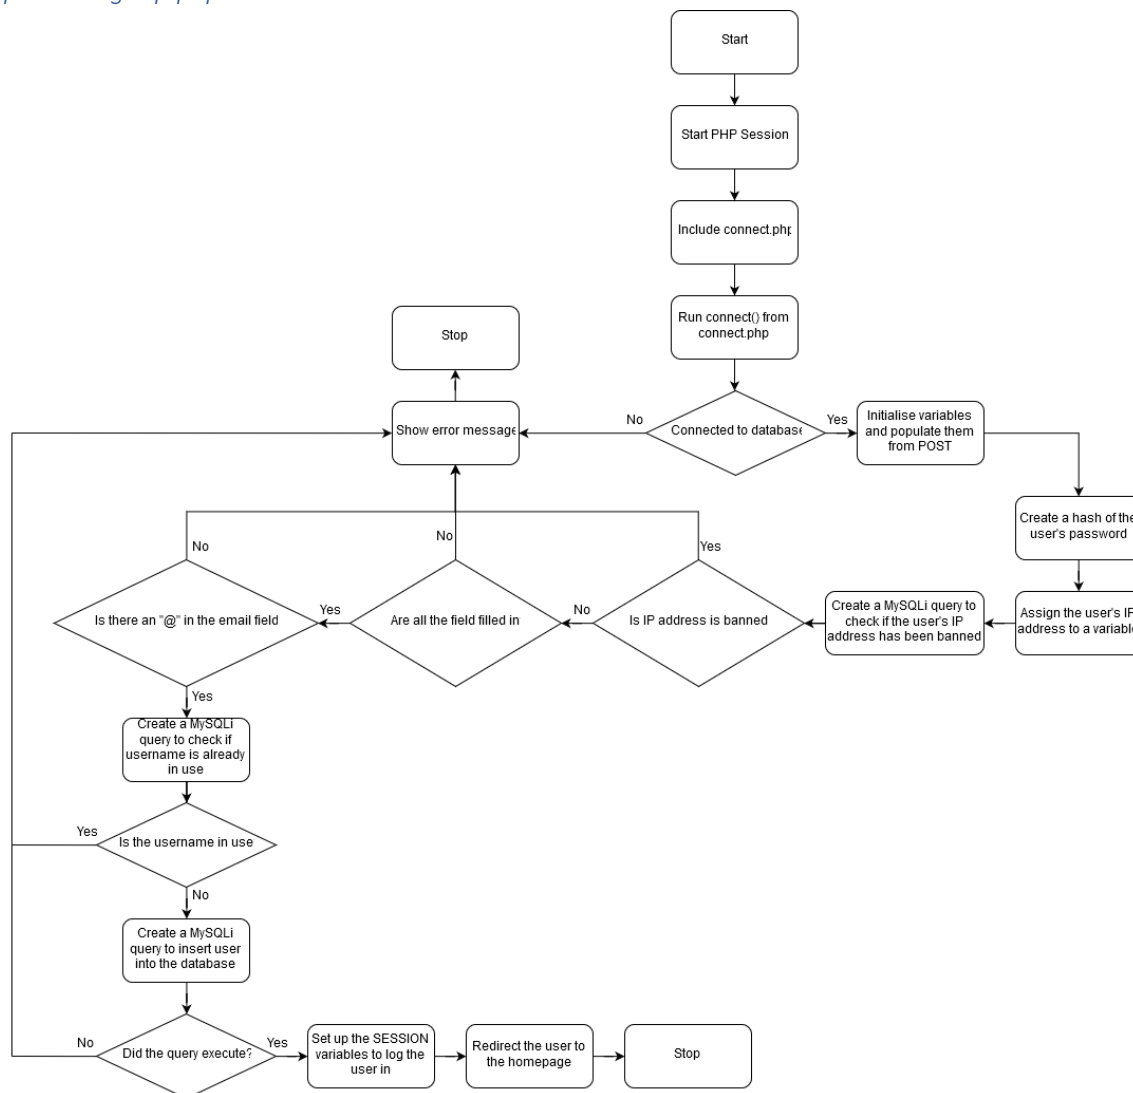 Start
Start PHP Session
Include connect.php
Run connect() from
connect.php
Stop
Show error message
No
Connected to database
Yes
Initialise variables
and populate them
from POST
Create a hash of the
user's password
No
No
Yes
Is there an "@" in the email field
Yes
Are all the field filled in
No
Is IP address is banned
Create a MySQLi query to
check if the user's IP
address has been banned
Assign the user's IP
address to a variable
Yes
Create a MySQLi
query to check if
username is already
in use
Yes
Is the username in use
No
Create a MySQLi
query to insert user
into the database
No
Did the query execute?
Yes
Set up the SESSION
variables to log the
user in
Redirect the user to
the homepage
Stop